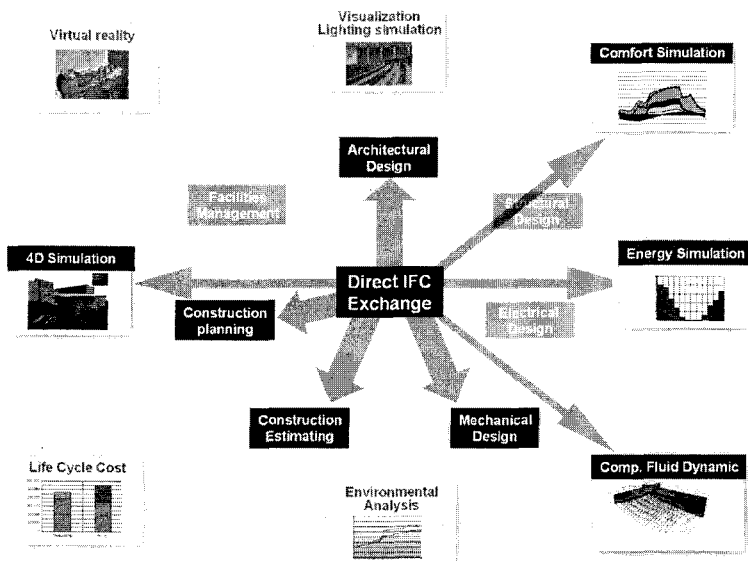 Virtual reality
Visualization
Lighting simulation
Comfort Simulation
Architectural
Design
Facilities
Management
Structural
Design
4D Simulation
Direct IFC
Exchange
Energy Simulation
Construction
planning
Electrical
Design
Construction
Estimating
Mechanical
Design
Life Cycle Cost
Environmental
Analysis
Comp. Fluid Dynamic